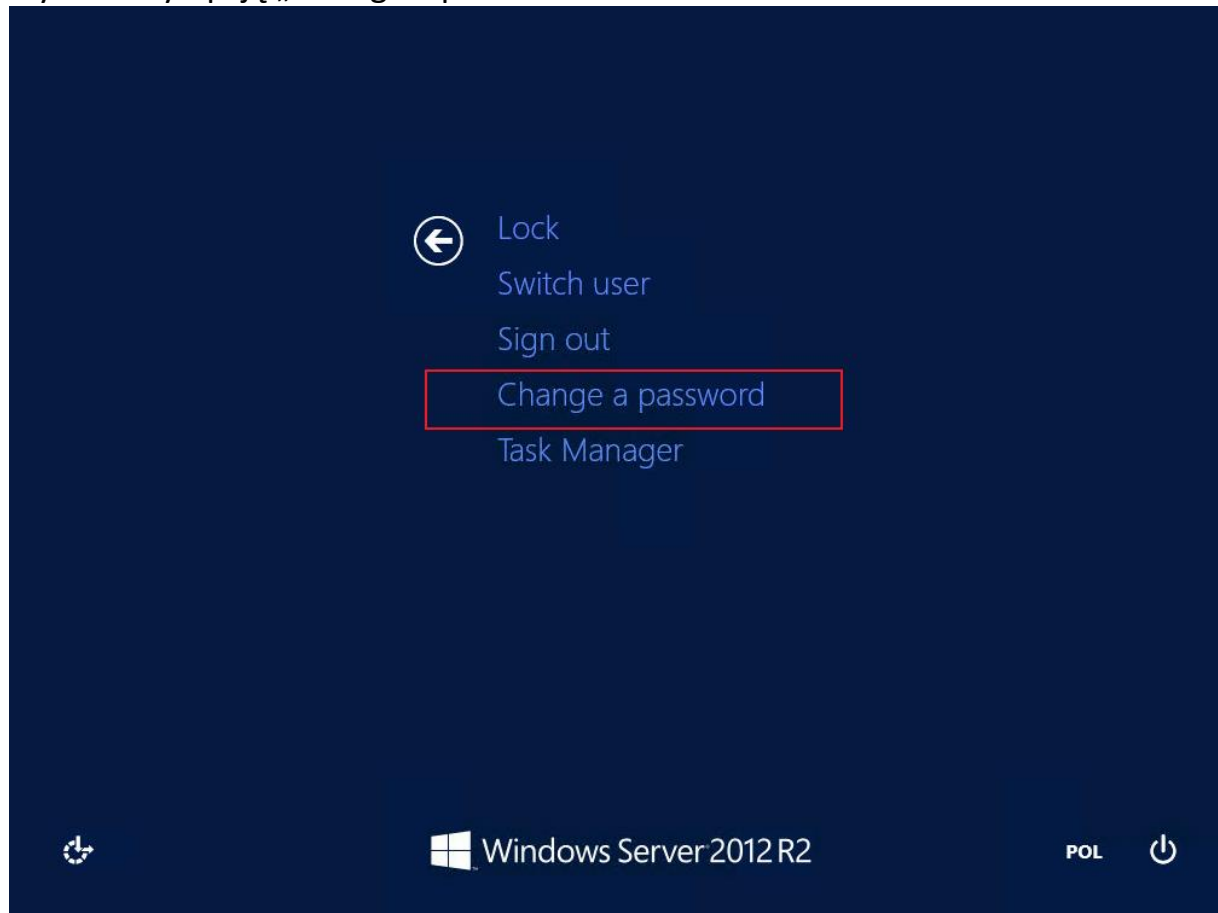 Lock
Switch user
Sign out
Change a password
Task Manager
Windows Server 2012 R2
POL